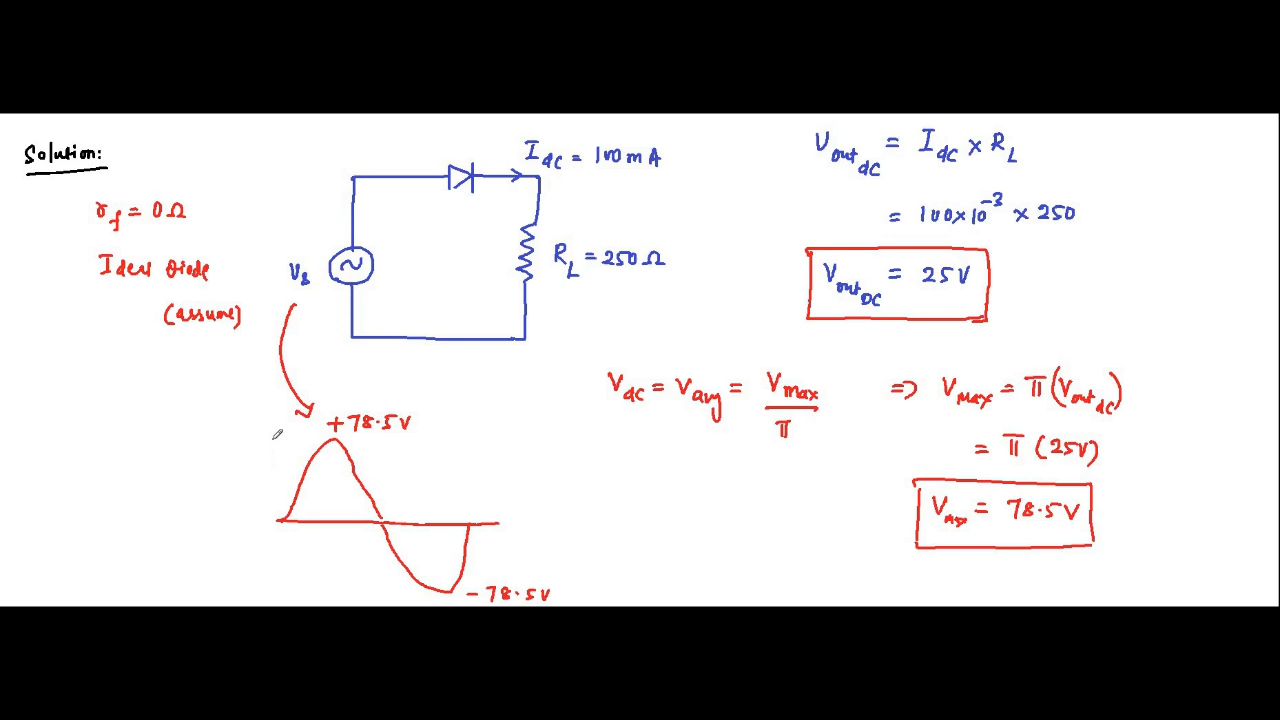 Solution:
r_f = 0 Ω
Ideal Diode
(assume)
V_s
I_dc = 100 mA
R_L = 250 Ω
+78.5V
-78.5V
V_out_dc = I_dc × R_L
= 100×10^-3 × 250
V_out_DC = 25V
V_dc = V_avg = V_max / π => V_max = π(V_out_dc)
= π (25V)
V_max = 78.5V